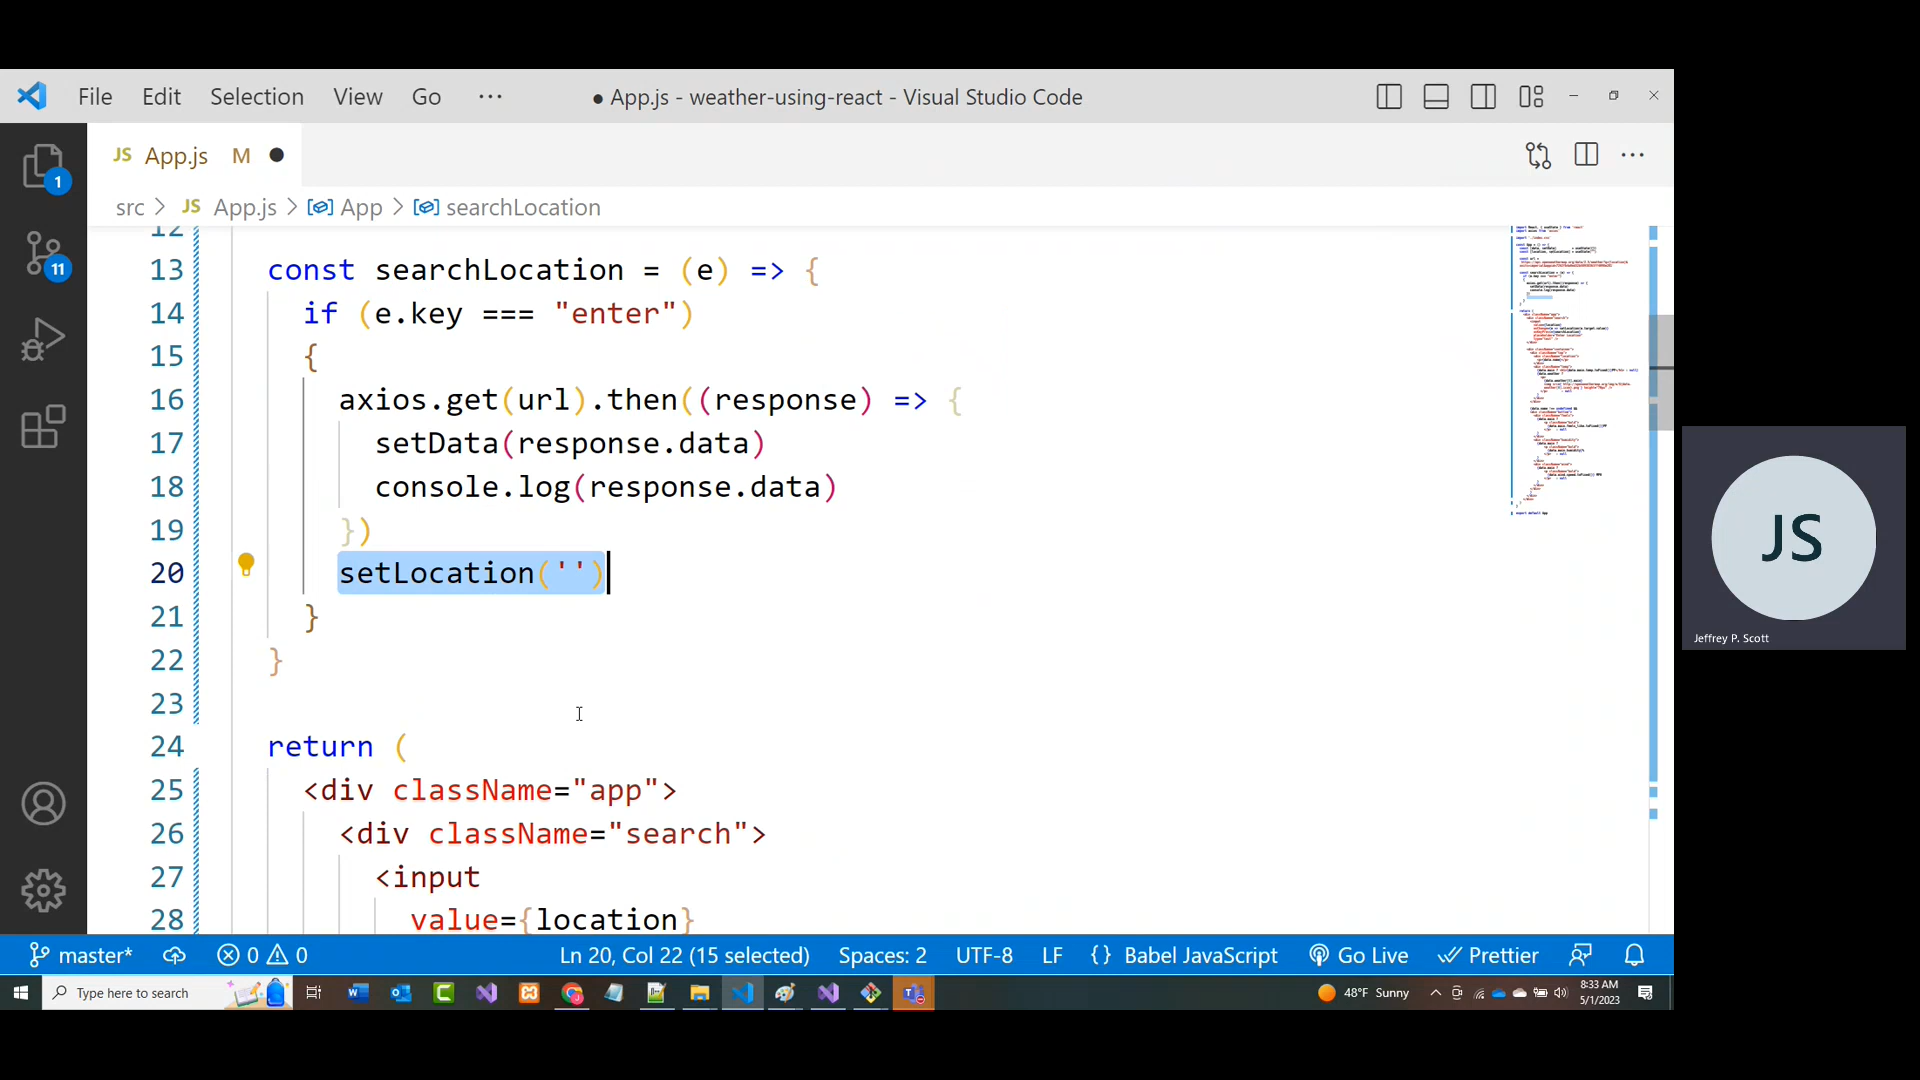 File Edit Selection View Go ··· ● App.js - weather-using-react - Visual Studio Code
JS App.js M ●
src > JS App.js > App > searchLocation
1
11
12
13 const searchLocation = (e) => {
14 if (e.key === "enter")
15 {
16 axios.get(url).then((response) => {
17 setData(response.data)
18 console.log(response.data)
19 })
20 setLocation('')
21 }
22 }
23
24 return (
25 <div className="app">
26 <div className="search">
27 <input
28 value={location}
JS
Jeffrey P. Scott
master* 0 0 Ln 20, Col 22 (15 selected) Spaces: 2 UTF-8 LF {} Babel JavaScript Go Live Prettier
Type here to search 48°F Sunny 8:33 AM
5/1/2023